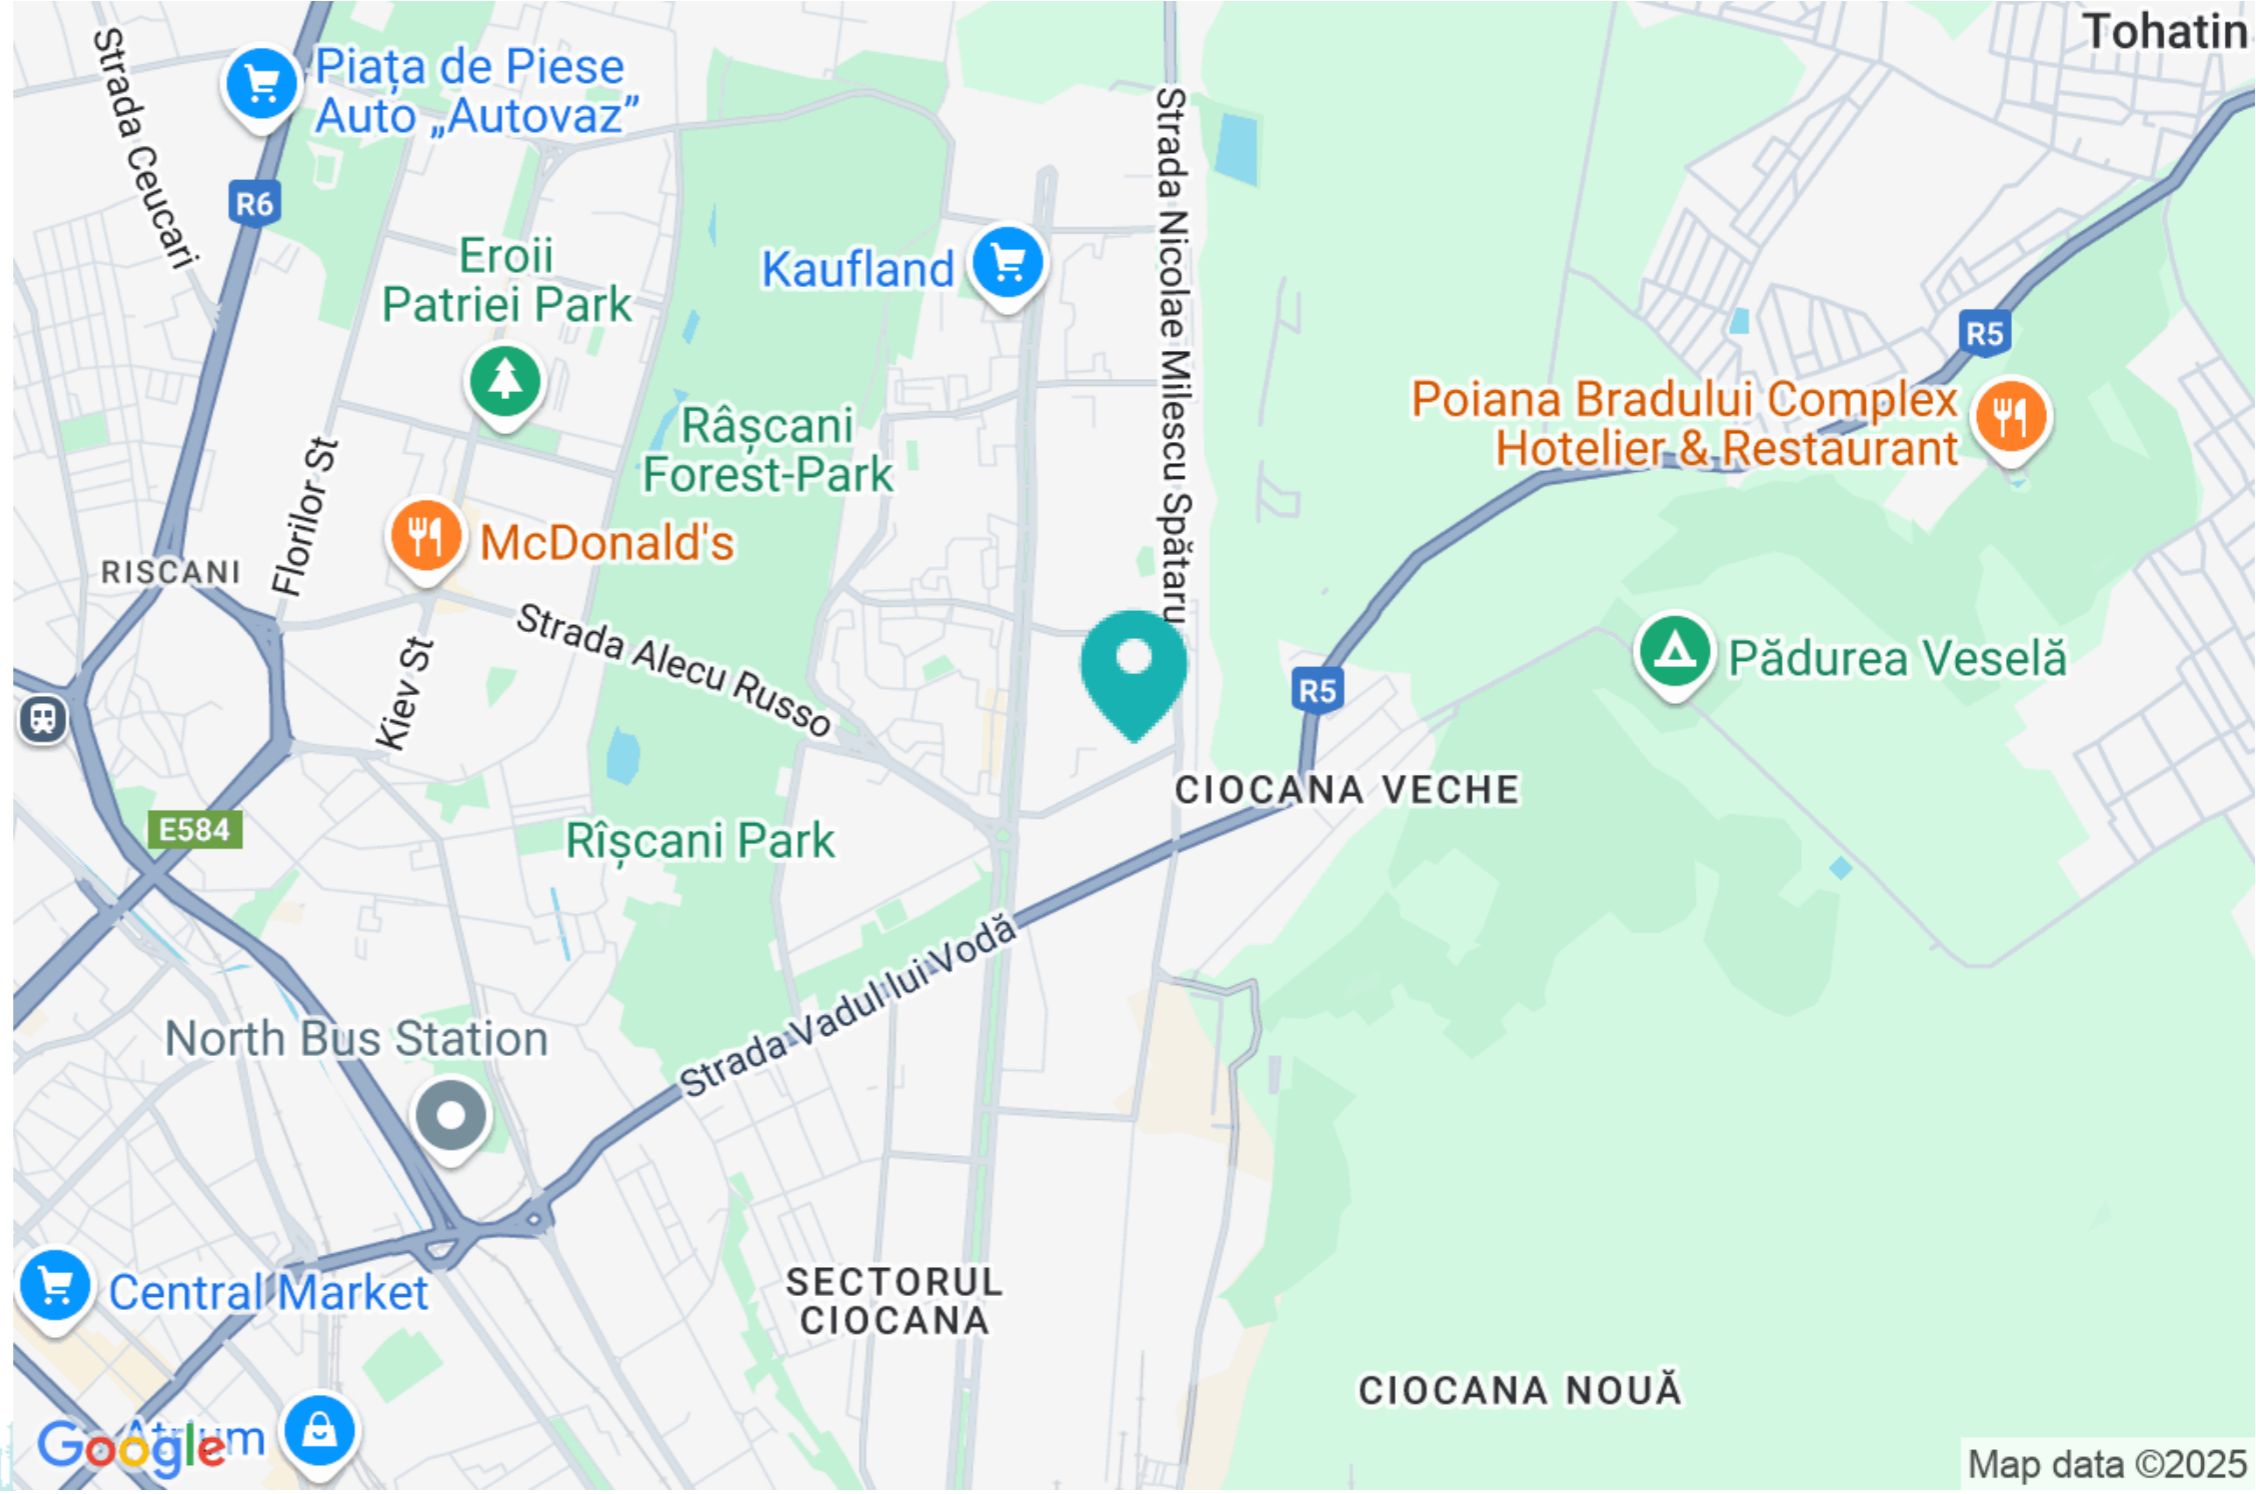 Tohatin
Strada Ceucari
Piața de Piese
Auto „Autovaz”
Strada Nicolae Milescu Spătaru
R6
Eroii
Patriei Park
Kaufland
R5
Poiana Bradului Complex
Hotelier & Restaurant
Râșcani
Forest-Park
Florilor St
McDonald's
RISCANI
Strada Alecu Russo
Kiev St
R5
Pădurea Veselă
CIOCANA VECHE
E584
Rîșcani Park
Strada Vadul lui Vodă
North Bus Station
Central Market
SECTORUL
CIOCANA
CIOCANA NOUĂ
Atrium
Google
Map data ©2025